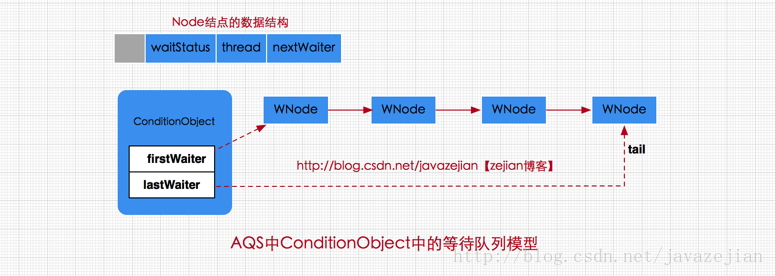 Node结点的数据结构
waitStatus thread nextWaiter
ConditionObject
WNode WNode WNode WNode
firstWaiter
lastWaiter
tail
http://blog.csdn.net/javazejian【zejian博客】
AQS中ConditionObject中的等待队列模型
http://blog.csdn.net/javazejian